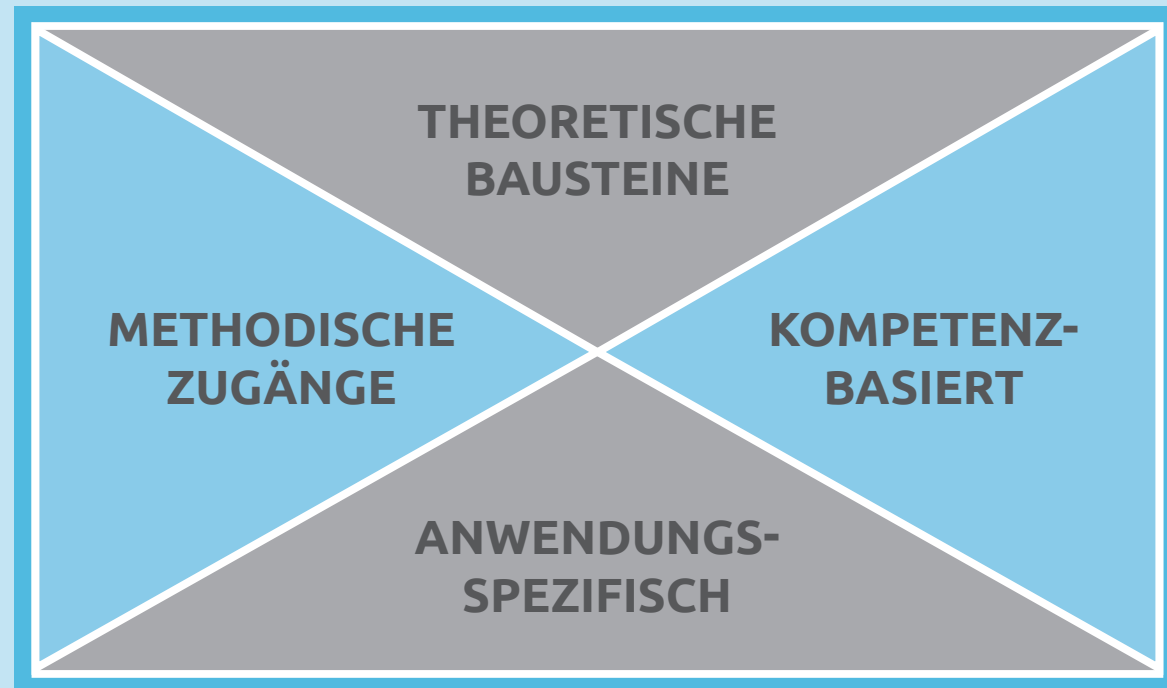 THEORETISCHE
BAUSTEINE
METHODISCHE
ZUGÄNGE
KOMPETENZ-
BASIERT
ANWENDUNGS-
SPEZIFISCH